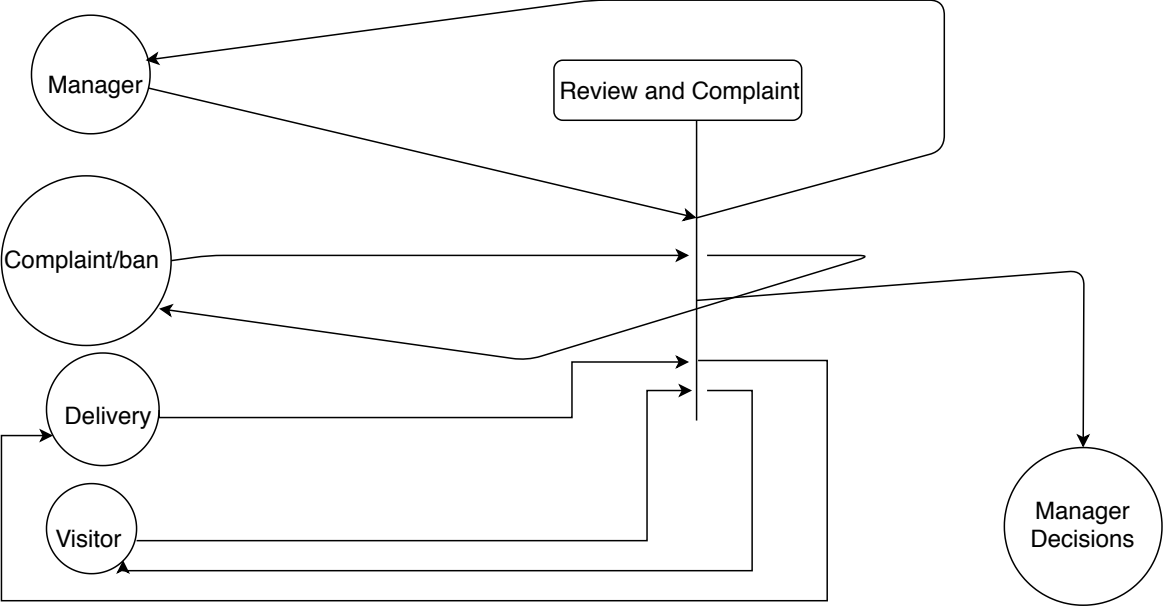 Manager
Review and Complaint
Complaint/ban
Delivery
Visitor
Manager
Decisions